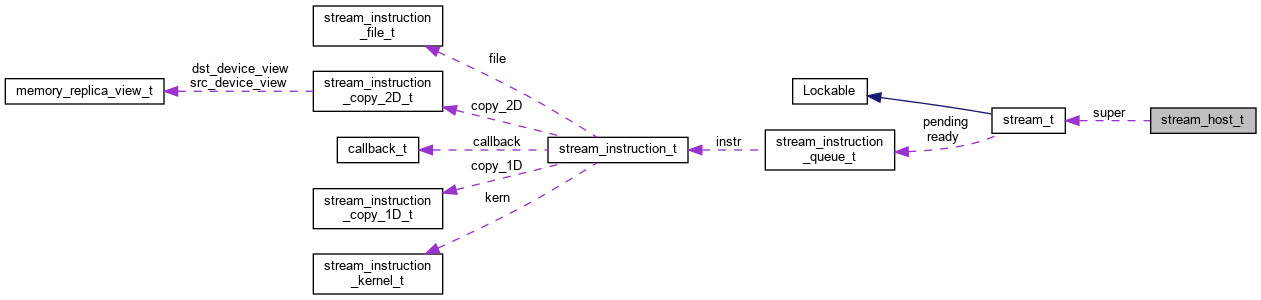 stream_instruction
_file_t
file
dst_device_view
src_device_view
memory_replica_view_t
stream_instruction
_copy_2D_t
copy_2D
Lockable
stream_t
super
stream_host_t
pending
ready
callback_t
callback
stream_instruction_t
instr
stream_instruction
_queue_t
copy_1D
stream_instruction
_copy_1D_t
kern
stream_instruction
_kernel_t